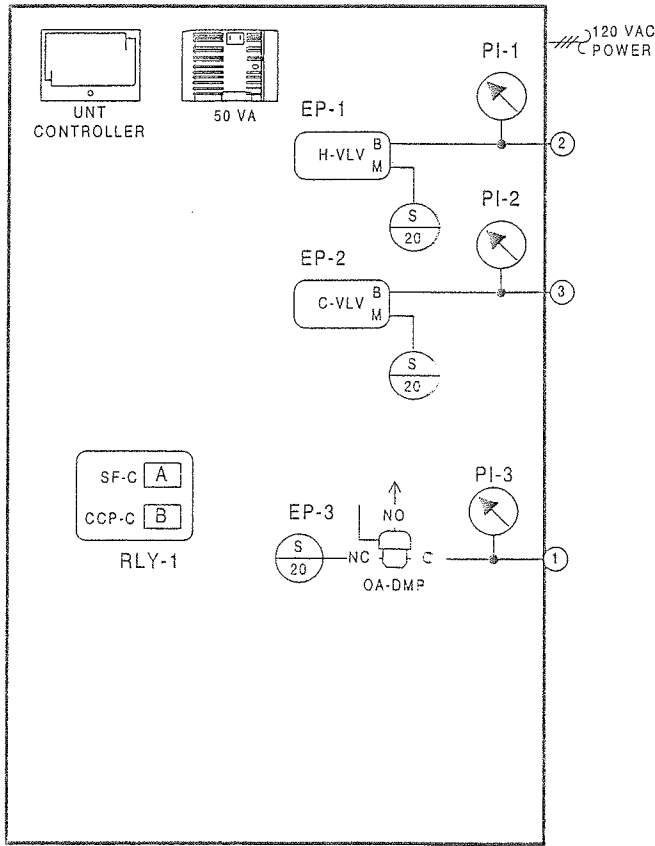 120 VAC
POWER
UNT
CONTROLLER
50 VA
PI-1
EP-1
H-VLV B
M
2
S
20
PI-2
EP-2
C-VLV B
M
3
S
20
SF-C A
CCP-C B
RLY-1
PI-3
EP-3
NO
S
20
NC C
1
OA-DMP